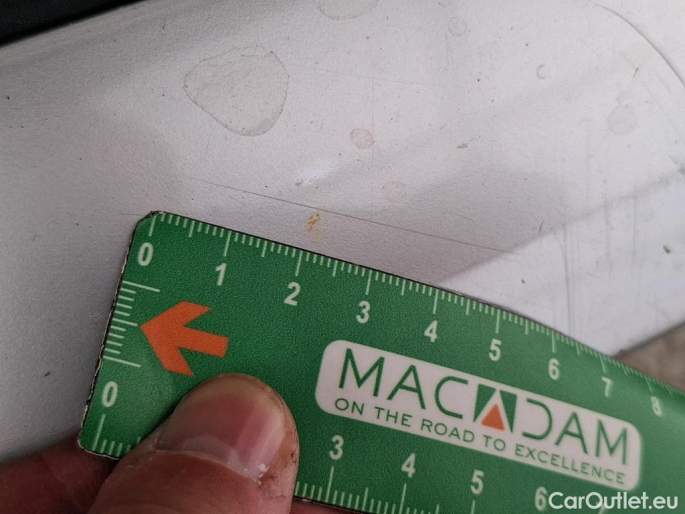 0 1 2 3 4 5 6 7 8
MACADAM
ON THE ROAD TO EXCELLENCE
0 3 4 5 6
CarOutlet.eu